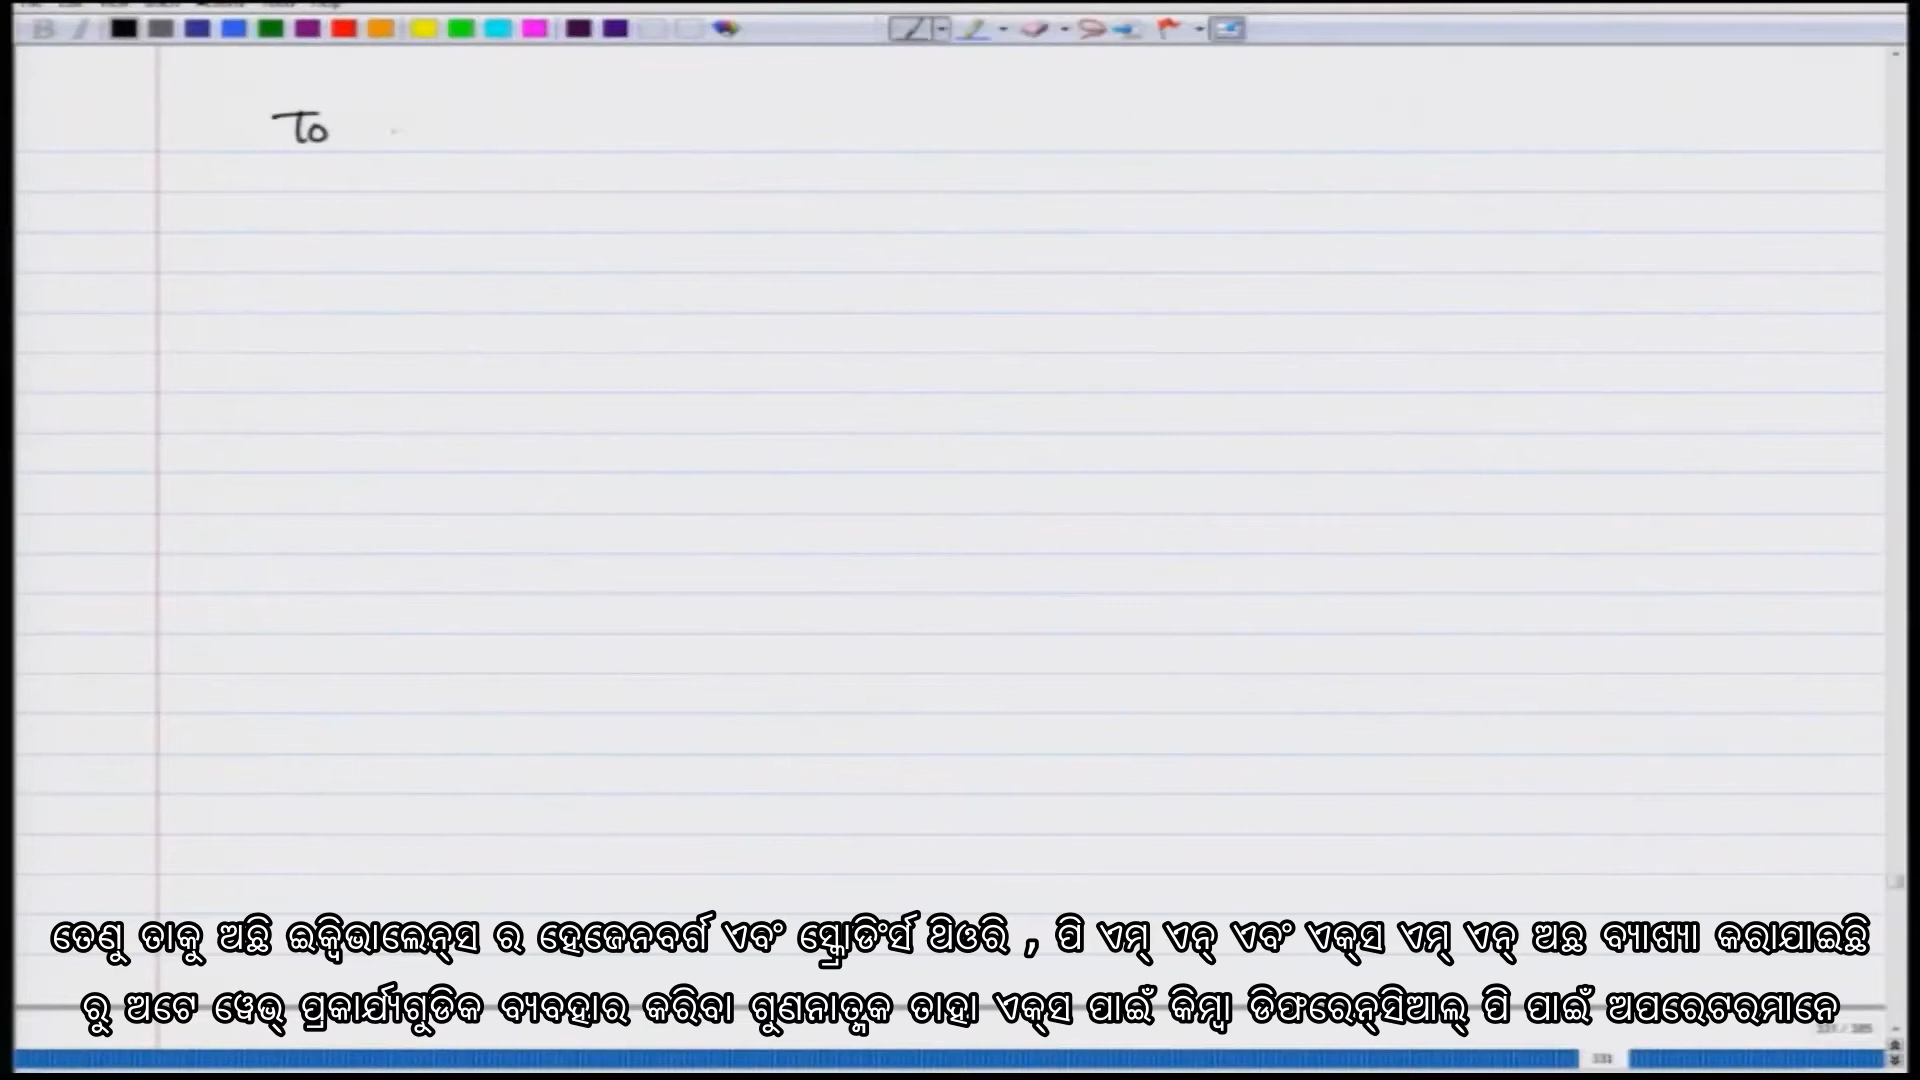 To
ତେଣୁ ତାକୁ ଅଛି ଇକ୍ୱିଭାଲେନ୍ସ ର ହେଜେନବର୍ଗ ଏବଂ ସ୍କ୍ରୋଡିଂର୍ସ ଥିଓରି , ପି ଏମ୍ ଏନ୍ ଏବଂ ଏକ୍ସ ଏମ୍ ଏନ୍ ଅଛ ବ୍ୟାଖ୍ୟା କରାଯାଇଛି
ରୁ ଅଟେ ୱେଭ୍ ପ୍ରକାର୍ଯ୍ୟଗୁଡିକ ବ୍ୟବହାର କରିବା ଗୁଣନାତ୍ମକ ତାହା ଏକ୍ସ ପାଇଁ କିମ୍ବା ଡିଫରେନ୍ସିଆଲ୍ ପି ପାଇଁ ଅପରେଟରମାନେ
331